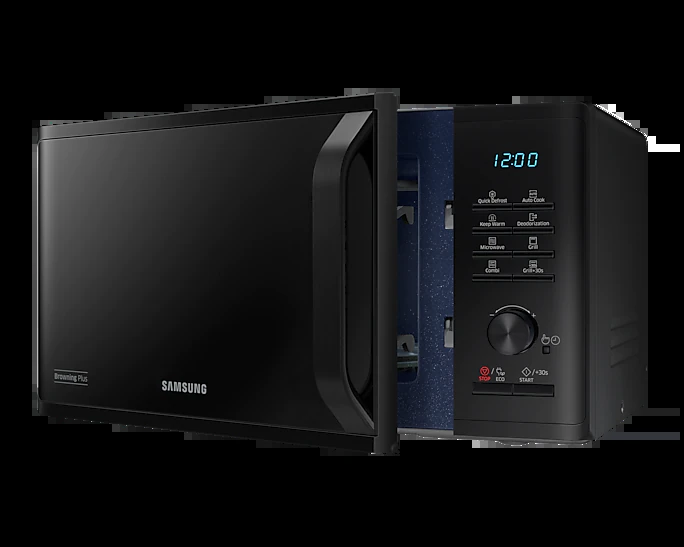 12:00
Quick Defrost Auto Cook
Keep Warm Deodorization
Microwave Grill
Combi Grill+30s
- +
STOP / ECO START /+30s
Browning Plus
SAMSUNG